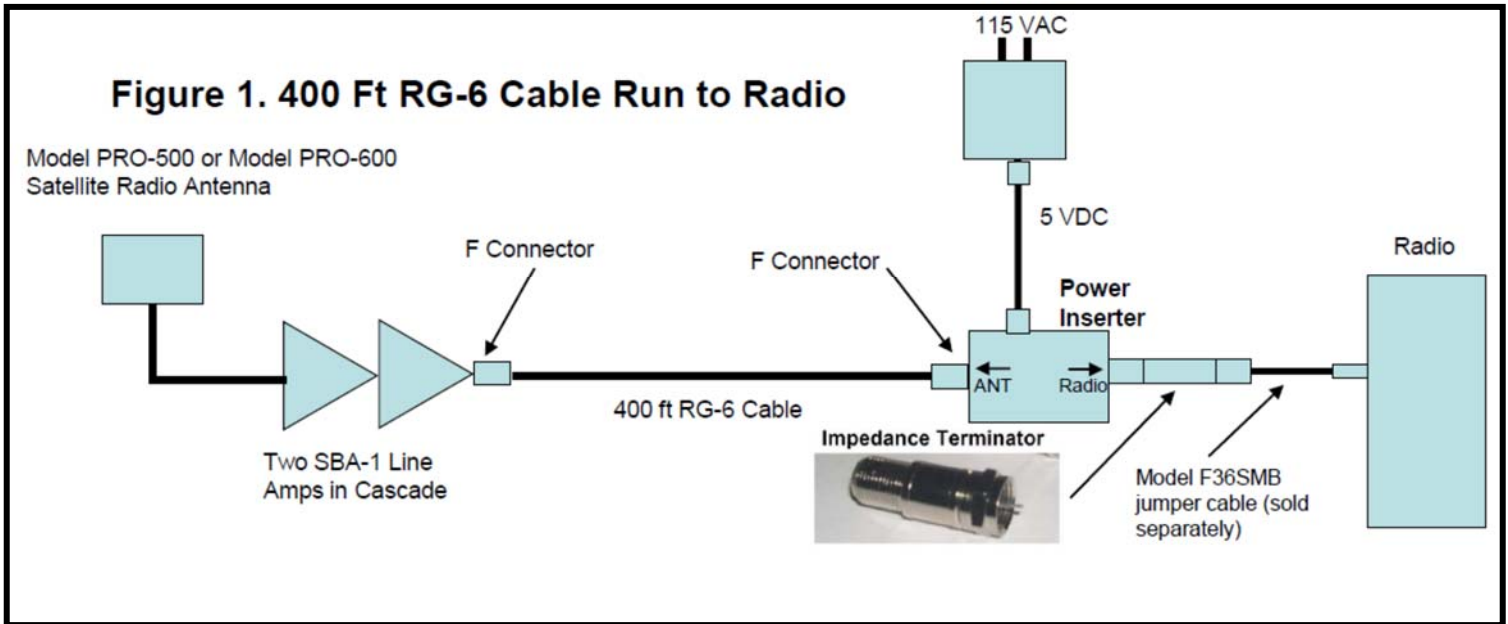 115 VAC
Figure 1. 400 Ft RG-6 Cable Run to Radio
Model PRO-500 or Model PRO-600
Satellite Radio Antenna
5 VDC
F Connector
F Connector
Radio
Power
Inserter
ANT
Radio
400 ft RG-6 Cable
Impedance Terminator
Two SBA-1 Line
Amps in Cascade
Model F36SMB
jumper cable (sold
separately)